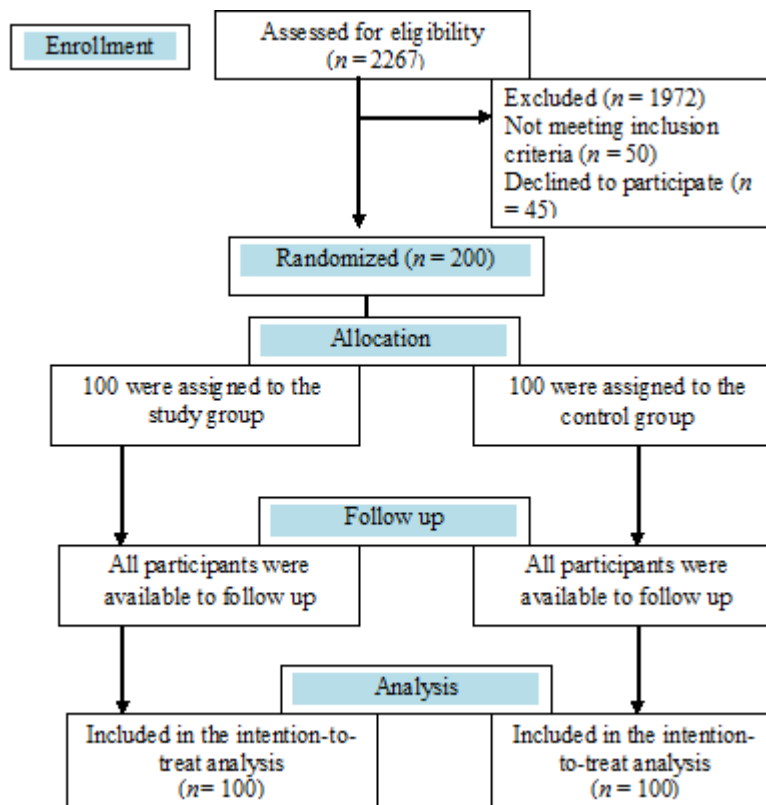 Enrollment
Assessed for eligibility
(n = 2267)
Excluded (n = 1972)
Not meeting inclusion
criteria (n = 50)
Declined to participate (n
= 45)
Randomized (n = 200)
Allocation
100 were assigned to the
study group
100 were assigned to the
control group
Follow up
All participants were
available to follow up
All participants were
available to follow up
Analysis
Included in the intention-to-
treat analysis
(n= 100)
Included in the intention-
to-treat analysis
(n = 100)